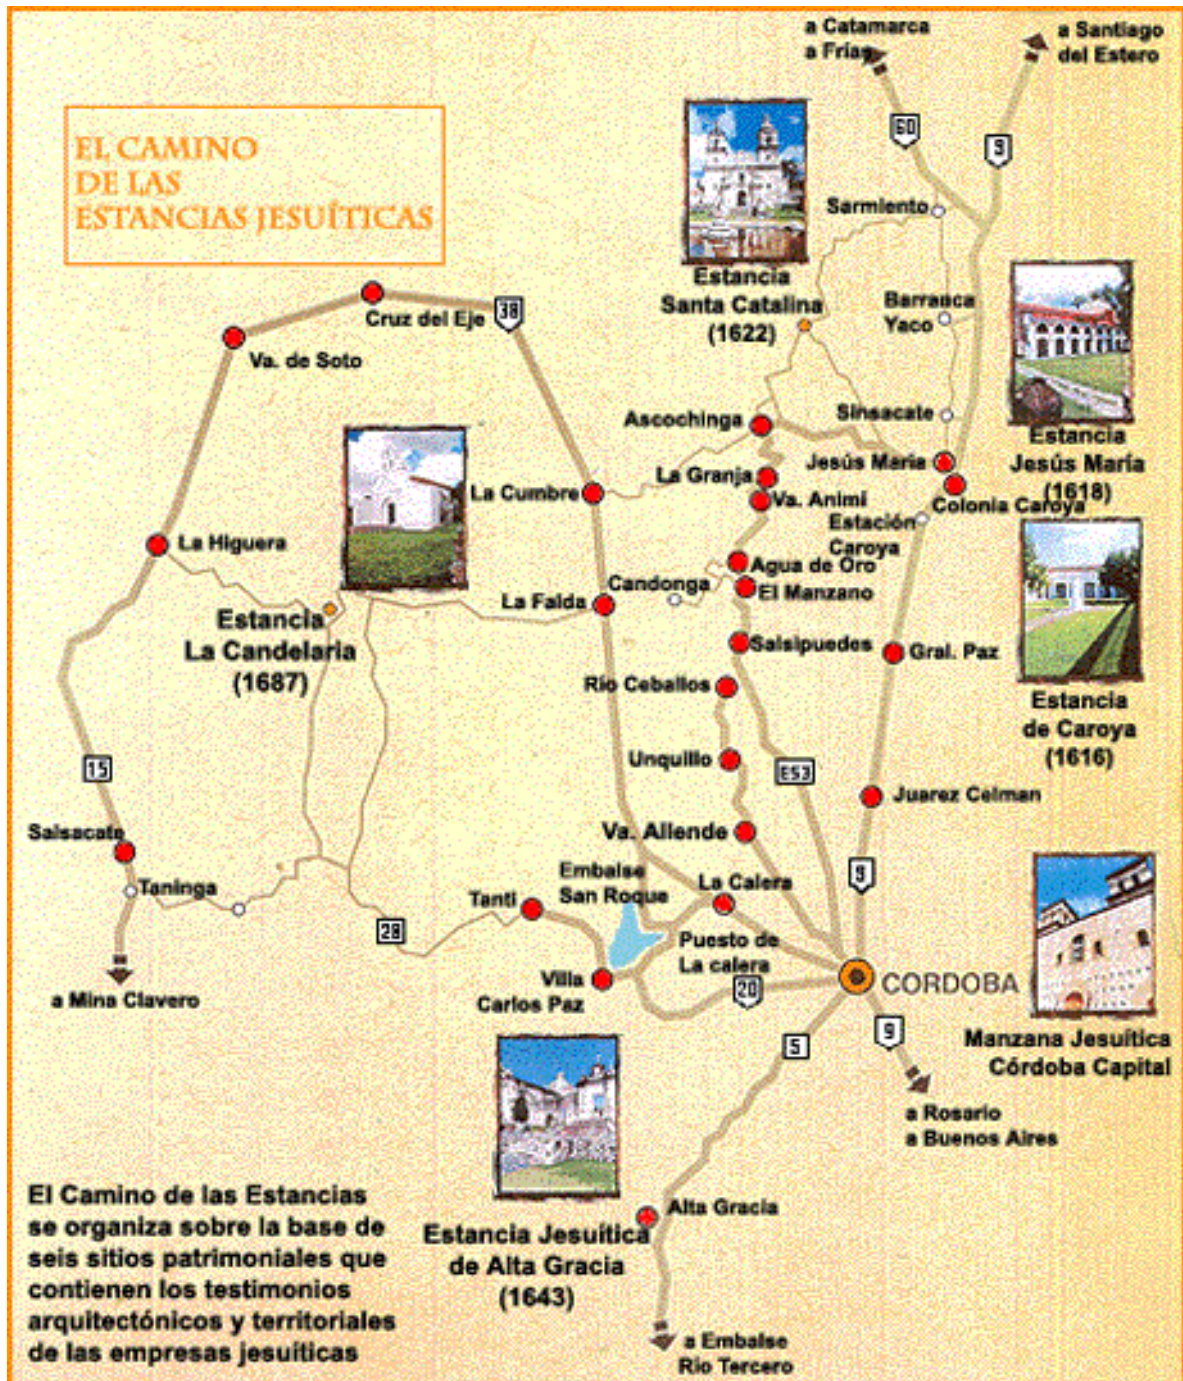 a Catamarca
a Frías
a Santiago
del Estero
60
9
EL CAMINO
DE LAS
ESTANCIAS JESUÍTICAS
Sarmiento
Estancia
Santa Catalina
(1622)
Barranca
Yaco
38
Cruz del Eje
Va. de Soto
Ascochinga
Sinsacate
Estancia
Jesús María
(1618)
La Granja
Jesús María
La Cumbre
Va. Animi
Colonia Caroya
Estación
Caroya
La Higuera
Agua de Oro
Candonga
El Manzano
La Falda
Estancia
La Candelaria
(1687)
Salsipuedes
Gral. Paz
Río Ceballos
Estancia
de Caroya
(1616)
Unquillo
E53
15
Juarez Celman
Salsacate
Va. Allende
Taninga
Embalse
San Roque
La Calera
9
Tanti
28
Puesto de
La calera
Villa
Carlos Paz
20
CORDOBA
a Mina Clavero
5
9
Manzana Jesuítica
Córdoba Capital
a Rosario
a Buenos Aires
Alta Gracia
Estancia Jesuítica
de Alta Gracia
(1643)
El Camino de las Estancias
se organiza sobre la base de
seis sitios patrimoniales que
contienen los testimonios
arquitectónicos y territoriales
de las empresas jesuíticas
a Embalse
Río Tercero